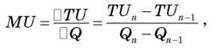 MU = □TU/□Q = (TUₙ − TUₙ₋₁)/(Qₙ − Qₙ₋₁) ,